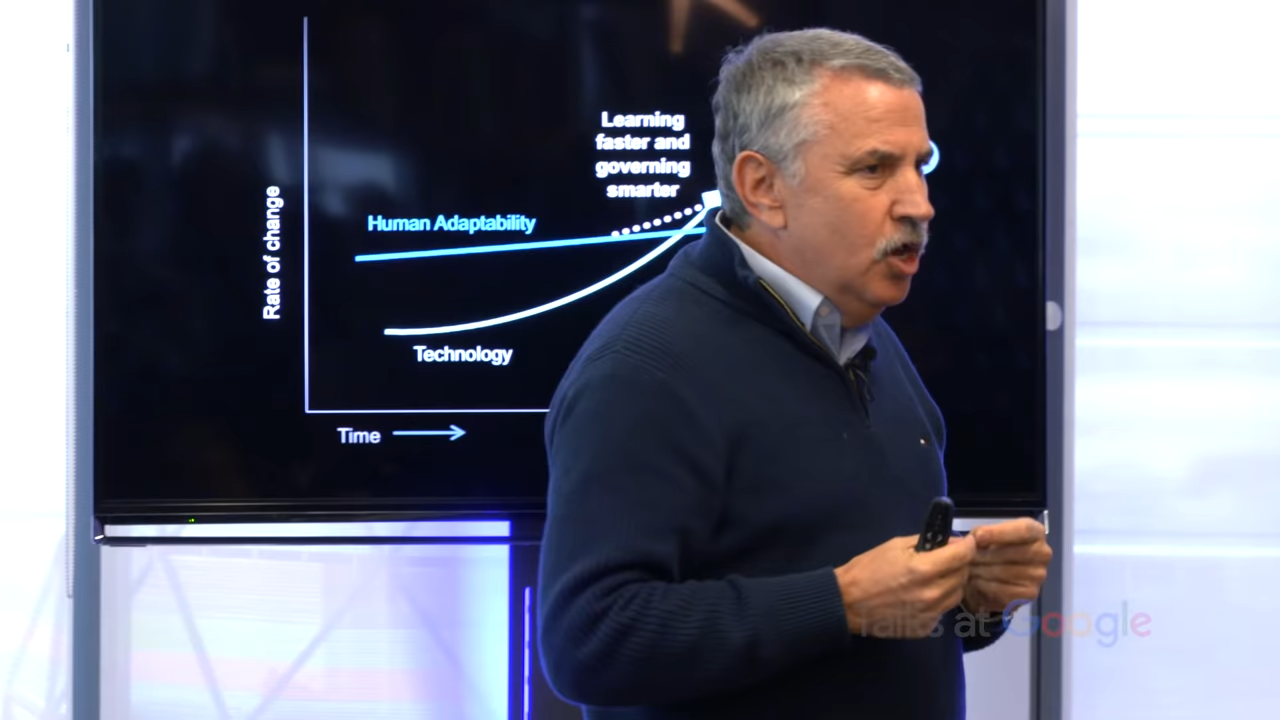 Learning
faster and
governing
smarter
Human Adaptability
Rate of change
Technology
Time
Talks at Google